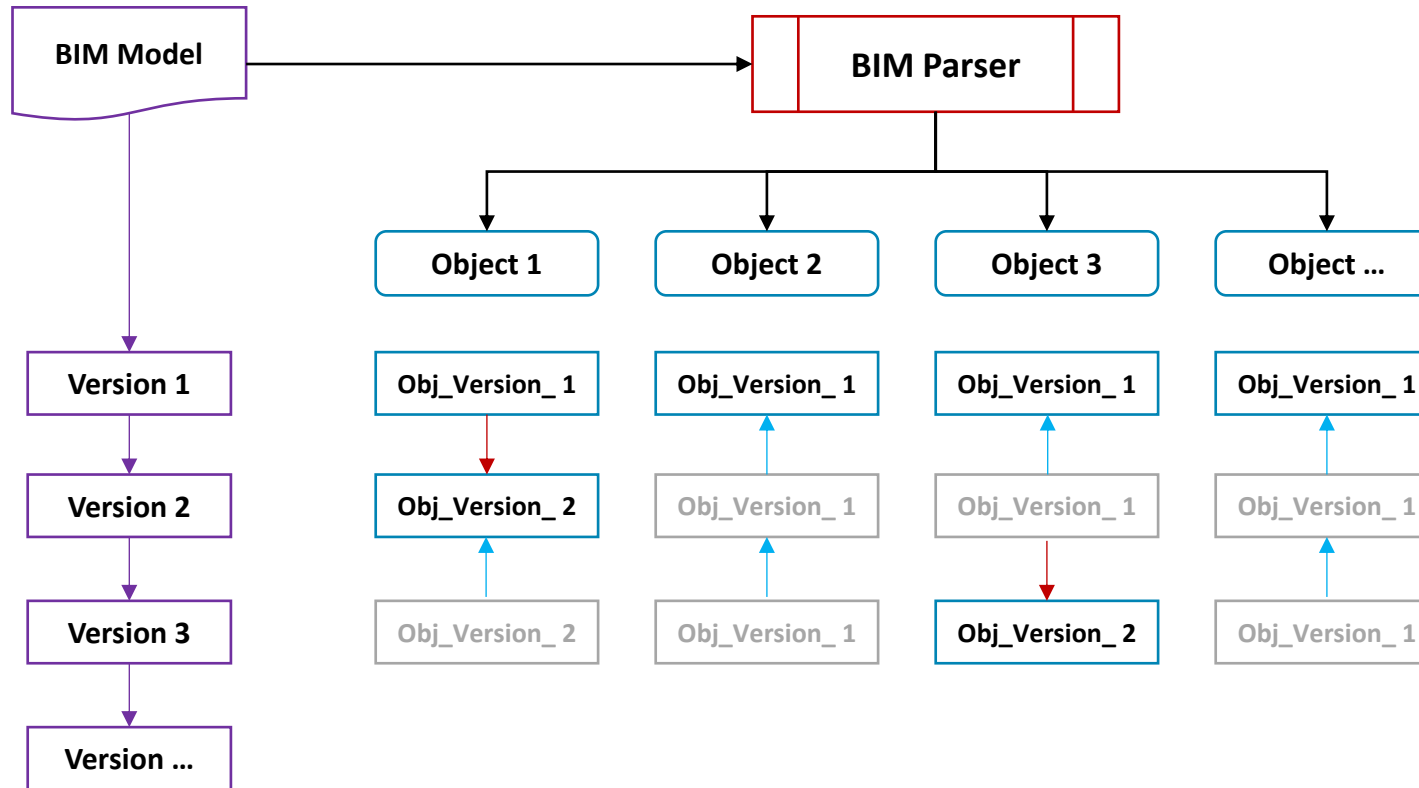 BIM Model
BIM Parser
Object 1
Object 2
Object 3
Object ...
Version 1
Obj_Version_ 1
Obj_Version_ 1
Obj_Version_ 1
Obj_Version_ 1
Version 2
Obj_Version_ 2
Obj_Version_ 1
Obj_Version_ 1
Obj_Version_ 1
Version 3
Obj_Version_ 2
Obj_Version_ 1
Obj_Version_ 2
Obj_Version_ 1
Version ...